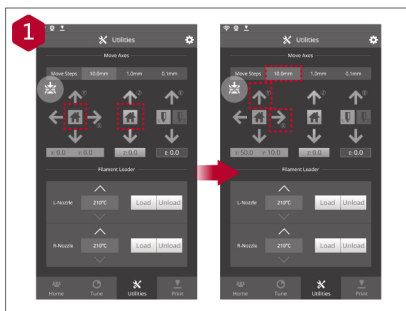 1
Utilities
Move Axes
Move Steps 10.0mm 1.0mm 0.1mm
X: 0.0 Y: 0.0 Z: 0.0 E: 0.0
Filament Loader
L-Nozzle 210℃ Load Unload
R-Nozzle 210℃ Load Unload
Home Tune Utilities Print
Utilities
Move Axes
Move Steps 10.0mm 1.0mm 0.1mm
X: 50.0 Y: 10.0 Z: 0.0 E: 0.0
Filament Loader
L-Nozzle 210℃ Load Unload
R-Nozzle 210℃ Load Unload
Home Tune Utilities Print